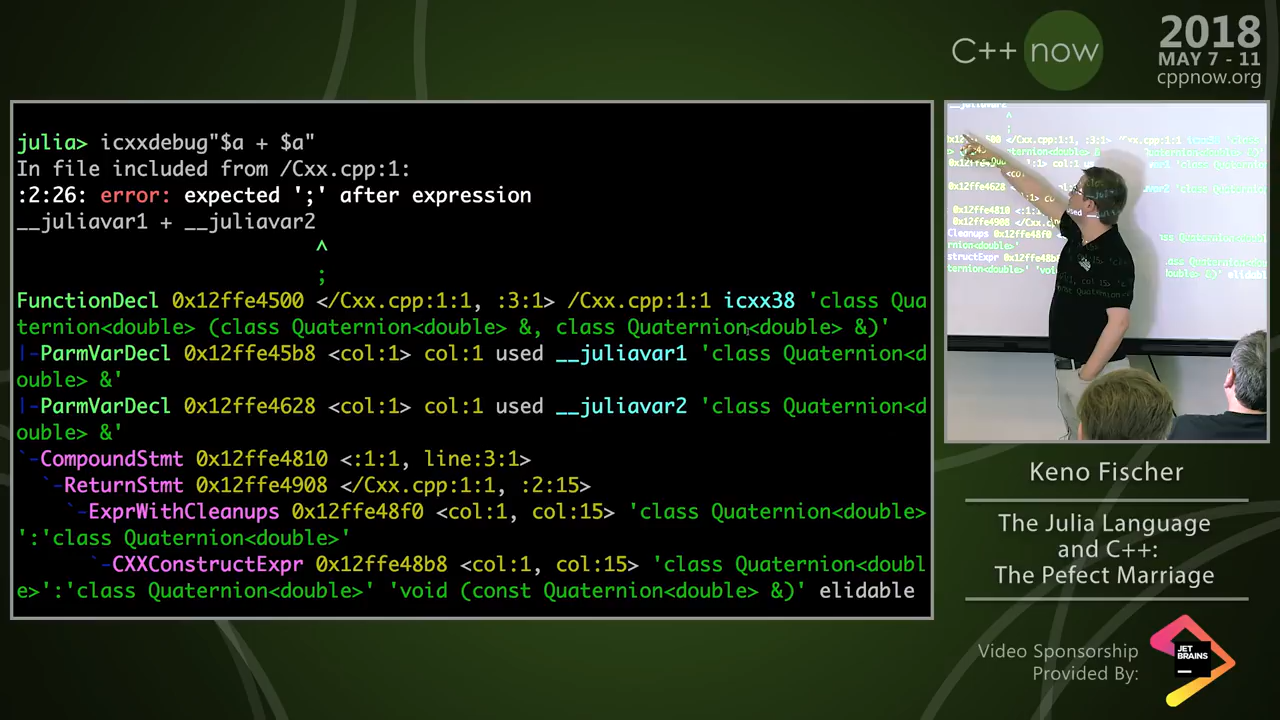 C++ now
2018
MAY 7 - 11
cppnow.org
julia> icxxdebug"$a + $a"
In file included from /Cxx.cpp:1:
:2:26: error: expected ';' after expression
__juliavar1 + __juliavar2
^
;
FunctionDecl 0x12ffe4500 </Cxx.cpp:1:1, :3:1> /Cxx.cpp:1:1 icxx38 'class Qua
ternion<double> (class Quaternion<double> &, class Quaternion<double> &)'
|-ParmVarDecl 0x12ffe45b8 <col:1> col:1 used __juliavar1 'class Quaternion<d
ouble> &'
|-ParmVarDecl 0x12ffe4628 <col:1> col:1 used __juliavar2 'class Quaternion<d
ouble> &'
`-CompoundStmt 0x12ffe4810 <:1:1, line:3:1>
`-ReturnStmt 0x12ffe4908 </Cxx.cpp:1:1, :2:15>
`-ExprWithCleanups 0x12ffe48f0 <col:1, col:15> 'class Quaternion<double>
':'class Quaternion<double>'
`-CXXConstructExpr 0x12ffe48b8 <col:1, col:15> 'class Quaternion<doubl
e>':'class Quaternion<double>' 'void (const Quaternion<double> &)' elidable
Keno Fischer
The Julia Language
and C++:
The Pefect Marriage
Video Sponsorship
Provided By:
JET
BRAINS